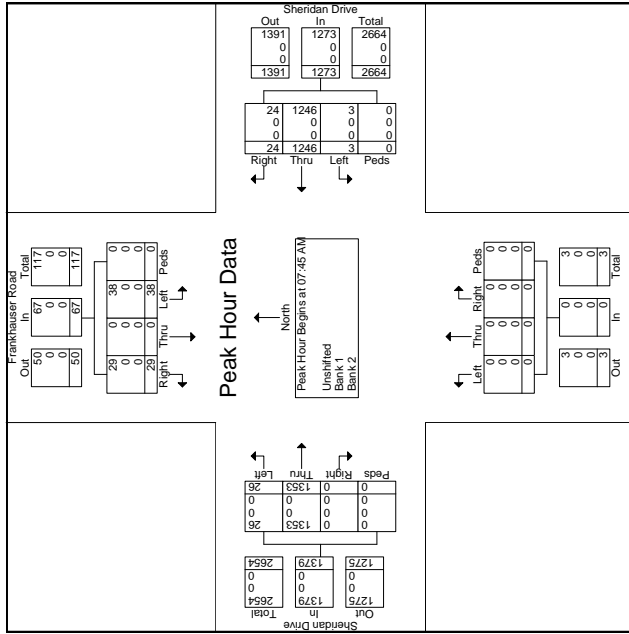 Sheridan Drive
Out In Total
1391 1273 2664
0 0 0
0 0 0
1391 1273 2664
24 1246 3 0
0 0 0 0
0 0 0 0
24 1246 3 0
Right Thru Left Peds
Frankhauser Road
Out In Total
50 67 117
0 0 0
0 0 0
50 67 117
29 0 38 0
0 0 0 0
0 0 0 0
29 0 38 0
Right Thru Left Peds
Peak Hour Data
North
Peak Hour Begins at 07:45 AM
Unshifted
Bank 1
Bank 2
Left Thru Right Peds
0 0 0 0
0 0 0 0
0 0 0 0
0 0 0 0
3 0 3
0 0 0
0 0 0
3 0 3
Out In Total
Left Thru Right Peds
26 1353 0 0
0 0 0 0
0 0 0 0
26 1353 0 0
Total In Out
2654 1379 1275
0 0 0
0 0 0
2654 1379 1275
Sheridan Drive